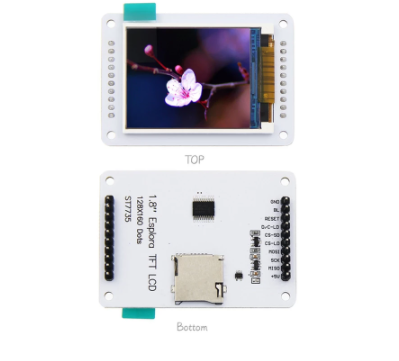 TOP
1.8" Esplora TFT LCD
128X160 Dots
ST7735
GND
BL
RESET
D/C-LD
CS-SD
CS-LD
MOSI
SCK
MISO
+5V
Bottom